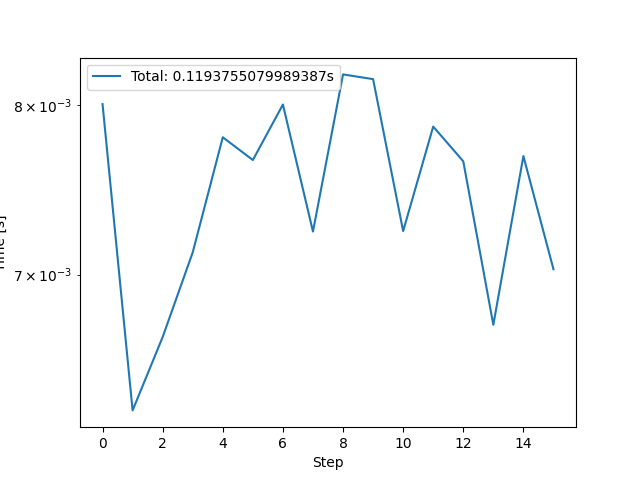 Total: 0.1193755079989387s
8 × 10⁻³
7 × 10⁻³
[s]
0 2 4 6 8 10 12 14
Step